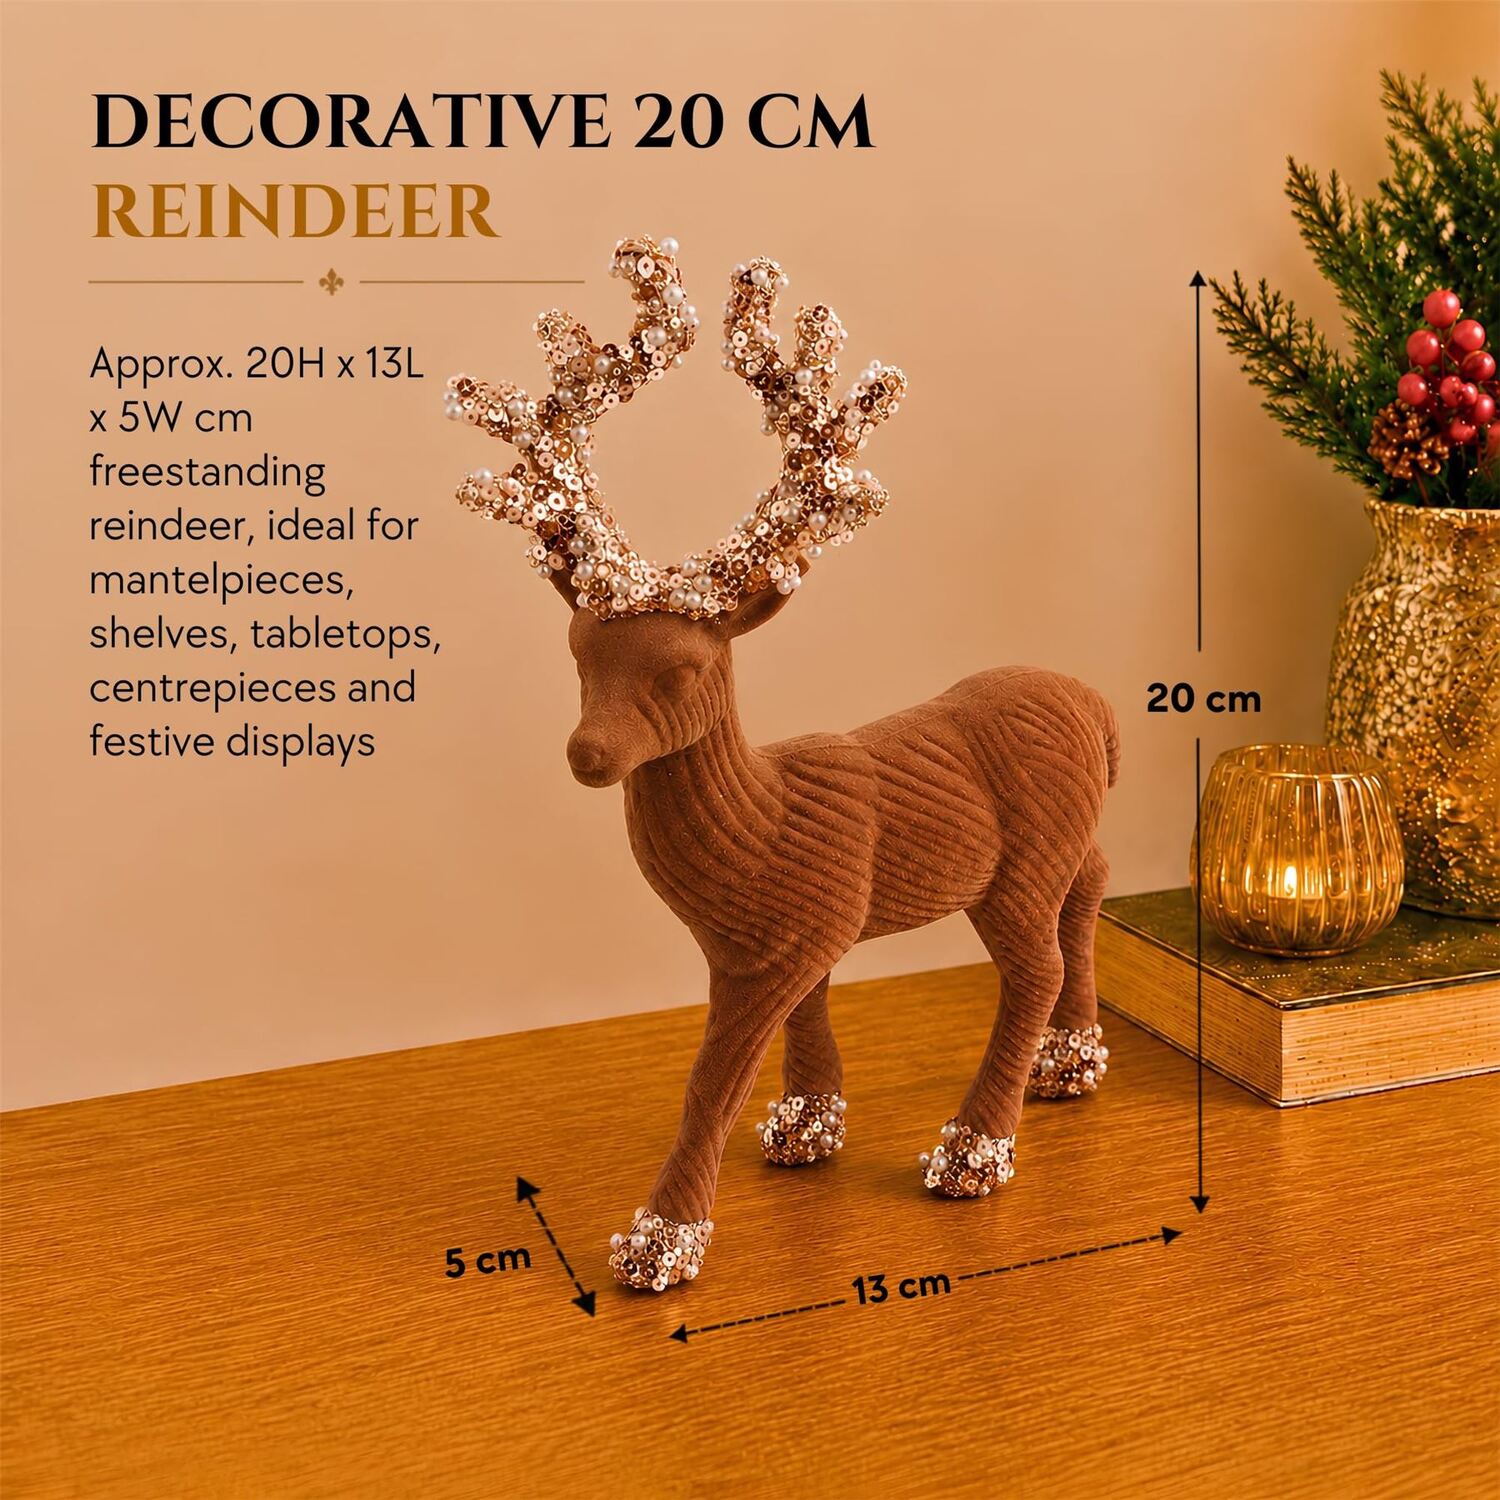 DECORATIVE 20 CM
REINDEER
Approx. 20H x 13L
x 5W cm
freestanding
reindeer, ideal for
mantelpieces,
shelves, tabletops,
centrepieces and
festive displays
20 cm
5 cm
13 cm